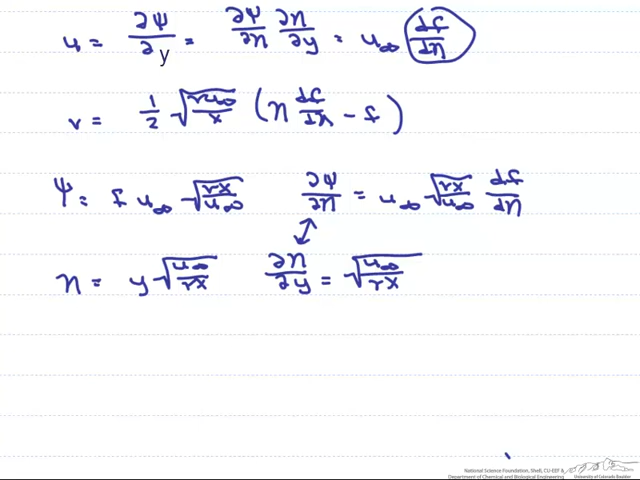 u = ∂ψ/∂y = ∂ψ/∂η ∂η/∂y = u∞ df/dη
v = 1/2 √(νu∞/x) (η df/dη - f)
ψ = f u∞ √(νx/u∞) ∂ψ/∂η = u∞ √(νx/u∞) df/dη
η = y √(u∞/νx) ∂η/∂y = √(u∞/νx)
National Science Foundation, Shell, CU-EEF &
Department of Chemical and Biological Engineering
University of Colorado Boulder